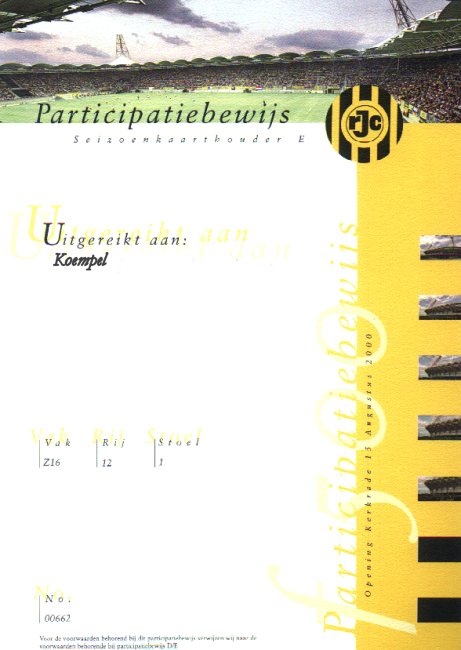 Participatiebewijs
Seizoenkaarthouder E
rJc
Uitgereikt aan
Uitgereikt aan:
Koempel
Vak Rij Stoel
Vak Rij Stoel
Z16 12 1
No.
No.
00662
Voor de voorwaarden behorend bij dit participatiebewijs verwijzen wij naar de
voorwaarden behorende bij participatiebewijs D/E
Participatiebewijs
Opening Kerkrade 15 Augustus 2000